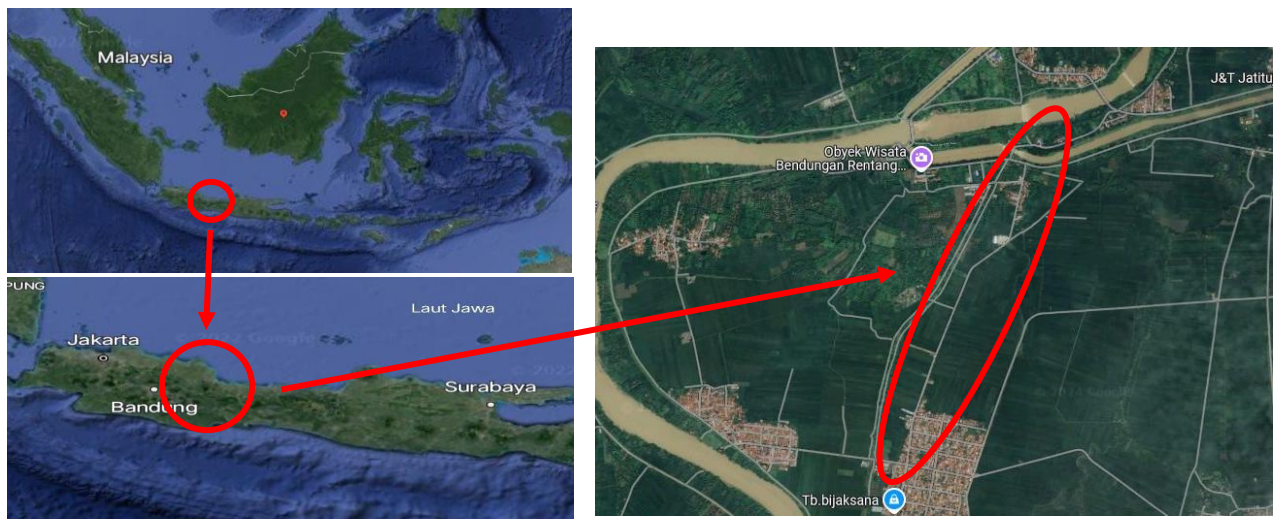 Malaysia
PUNG
Jakarta
Laut Jawa
Bandung
Surabaya
J&T Jatitu
Obyek Wisata
Bendungan Rentang...
Tb.bijaksana